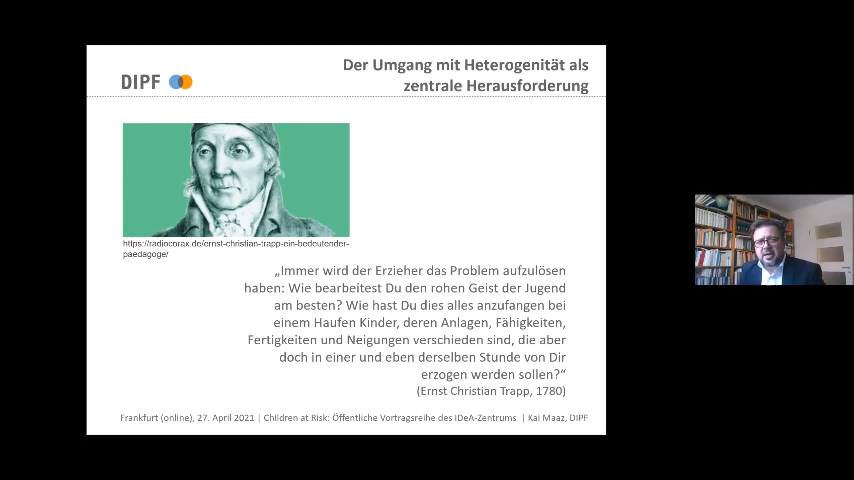 Der Umgang mit Heterogenität als
zentrale Herausforderung
DIPF
https://radiocorax.de/ernst-christian-trapp-ein-bedeutender-
paedagoge/
„Immer wird der Erzieher das Problem aufzulösen
haben: Wie bearbeitest Du den rohen Geist der Jugend
am besten? Wie hast Du dies alles anzufangen bei
einem Haufen Kinder, deren Anlagen, Fähigkeiten,
Fertigkeiten und Neigungen verschieden sind, die aber
doch in einer und eben derselben Stunde von Dir
erzogen werden sollen?“
(Ernst Christian Trapp, 1780)
Frankfurt (online), 27. April 2021 | Children at Risk: Öffentliche Vortragsreihe des IDeA-Zentrums | Kai Maaz, DIPF